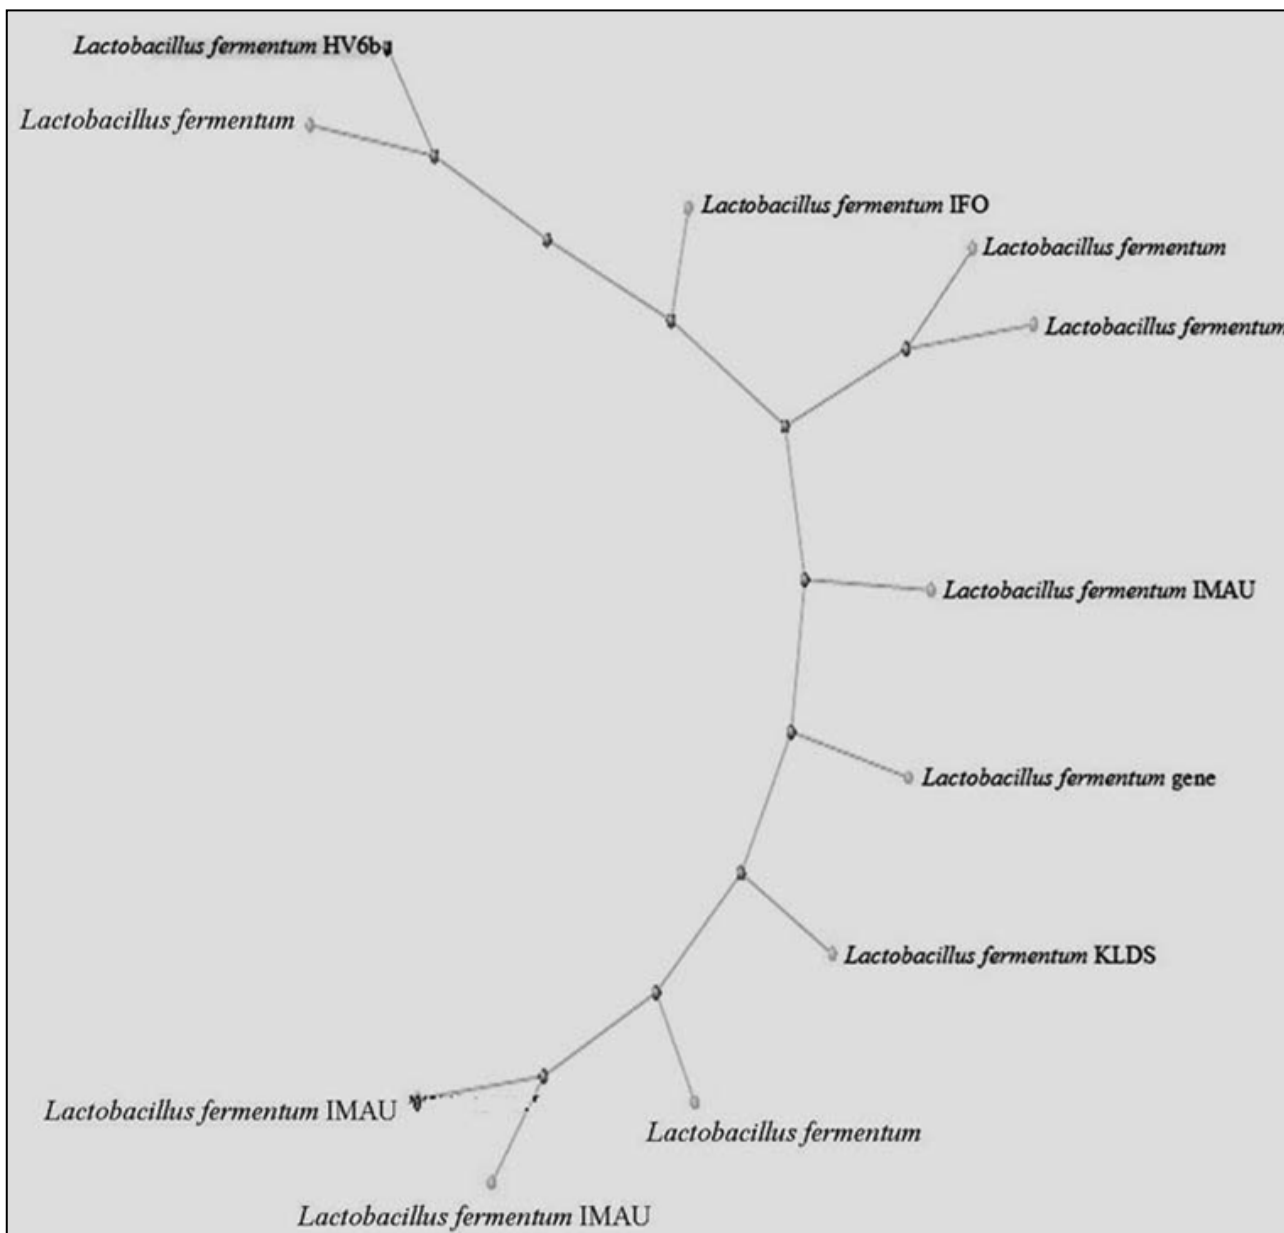 Lactobacillus fermentum HV6bg
Lactobacillus fermentum
Lactobacillus fermentum IFO
Lactobacillus fermentum
Lactobacillus fermentum
Lactobacillus fermentum IMAU
Lactobacillus fermentum gene
Lactobacillus fermentum KLDS
Lactobacillus fermentum IMAU
Lactobacillus fermentum
Lactobacillus fermentum IMAU